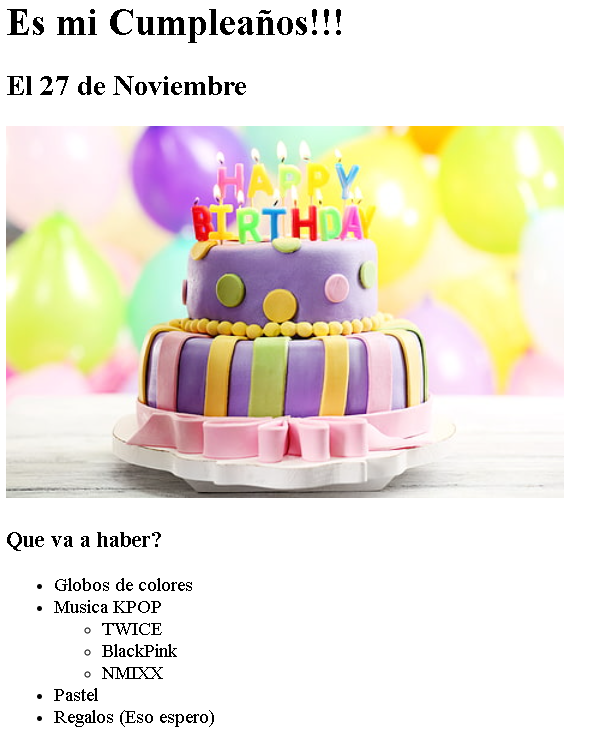 Es mi Cumpleaños!!!
El 27 de Noviembre
HAPPY
BIRTHDAY
Que va a haber?
Globos de colores
Musica KPOP
TWICE
BlackPink
NMIXX
Pastel
Regalos (Eso espero)